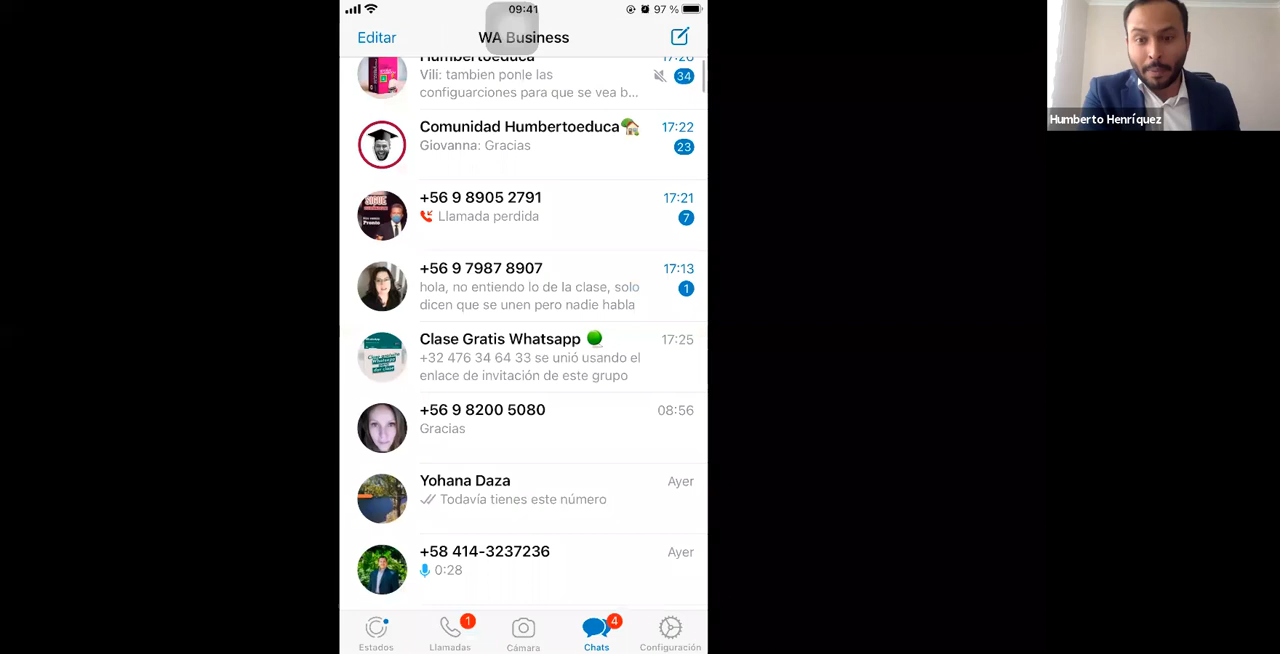 09:41
97 %
Editar
WA Business
Humbertoeduca
17:26
Vili: tambien ponle las
configuarciones para que se vea b...
34
Comunidad Humbertoeduca
17:22
Giovanna: Gracias
23
+56 9 8905 2791
17:21
Llamada perdida
7
+56 9 7987 8907
17:13
hola, no entiendo lo de la clase, solo
dicen que se unen pero nadie habla
1
Clase Gratis Whatsapp
17:25
+32 476 34 64 33 se unió usando el
enlace de invitación de este grupo
+56 9 8200 5080
08:56
Gracias
Yohana Daza
Ayer
Todavía tienes este número
+58 414-3237236
Ayer
0:28
1
4
Estados
Llamadas
Cámara
Chats
Configuración
Humberto Henríquez